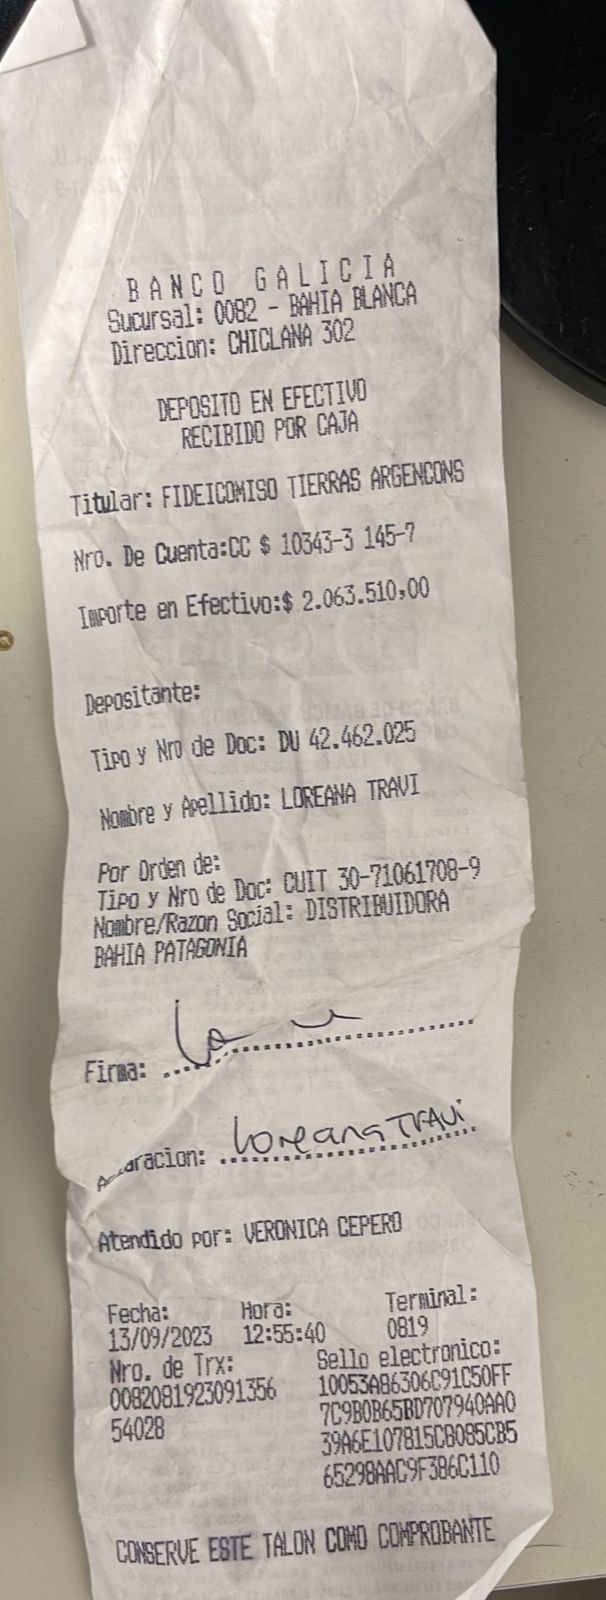 BANCO GALICIA
Sucursal: 0082 - BAHIA BLANCA
Direccion: CHICLANA 302
DEPOSITO EN EFECTIVO
RECIBIDO POR CAJA
Titular: FIDEICOMISO TIERRAS ARGENCONS
Nro. De Cuenta:CC $ 10343-3 145-7
Importe en Efectivo:$ 2.063.510,00
Depositante:
Tipo y Nro de Doc: DU 42.462.025
Nombre y Apellido: LOREANA TRAVI
Por Orden de:
Tipo y Nro de Doc: CUIT 30-71061708-9
Nombre/Razon Social: DISTRIBUIDORA
BAHIA PATAGONIA
Firma:
Aclaracion: Loreana TRAVI
Atendido por: VERONICA CEPERO
Fecha: Hora: Terminal:
13/09/2023 12:55:40 0819
Nro. de Trx: Sello electronico:
0082081923091356 10053A86306C91C50FF
54028 7C9B0B65BD707940AA0
39A6E107815CB085CB5
65298AAC9F386C110
CONSERVE ESTE TALON COMO COMPROBANTE